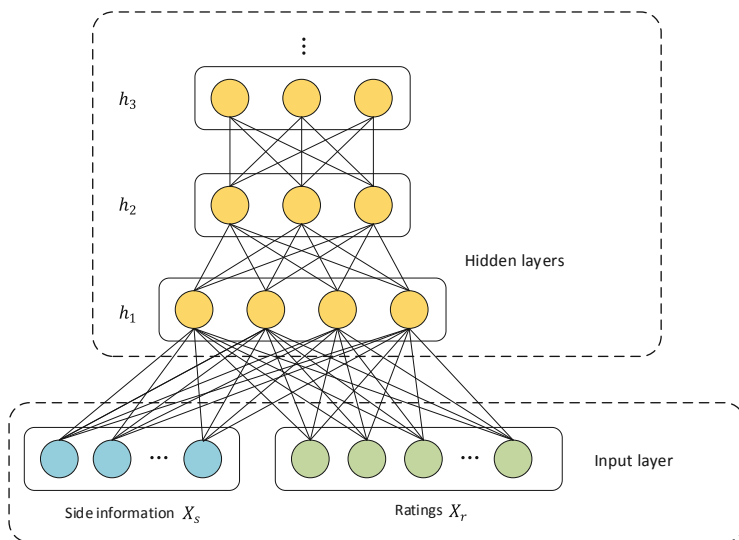 ⋮
h₃
h₂
Hidden layers
h₁
...
...
Input layer
Side information Xₛ
Ratings Xᵣ